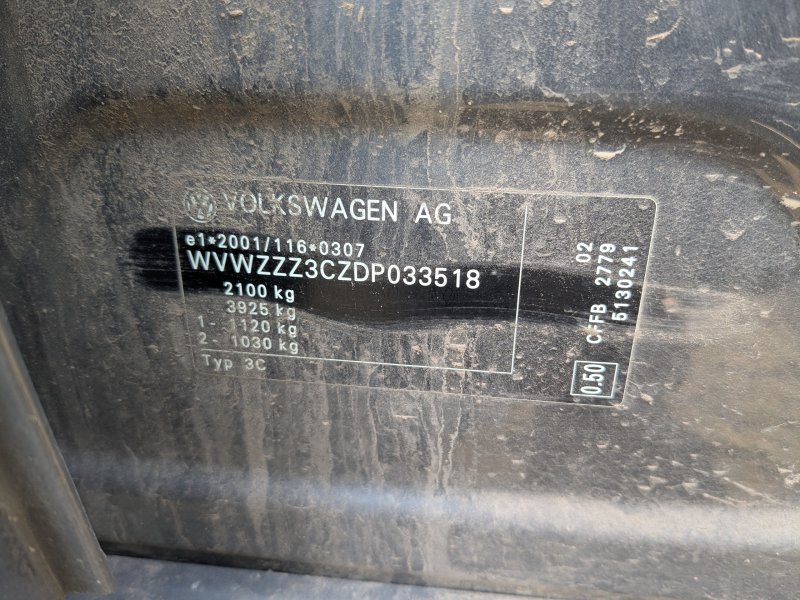 VOLKSWAGEN AG
e1*2001/116*0307
WVWZZZ3CZDP033518
2100 kg
3925 kg
1- 1120 kg
2- 1030 kg
Typ 3C
02
CFFB 2779
5130241
0.50